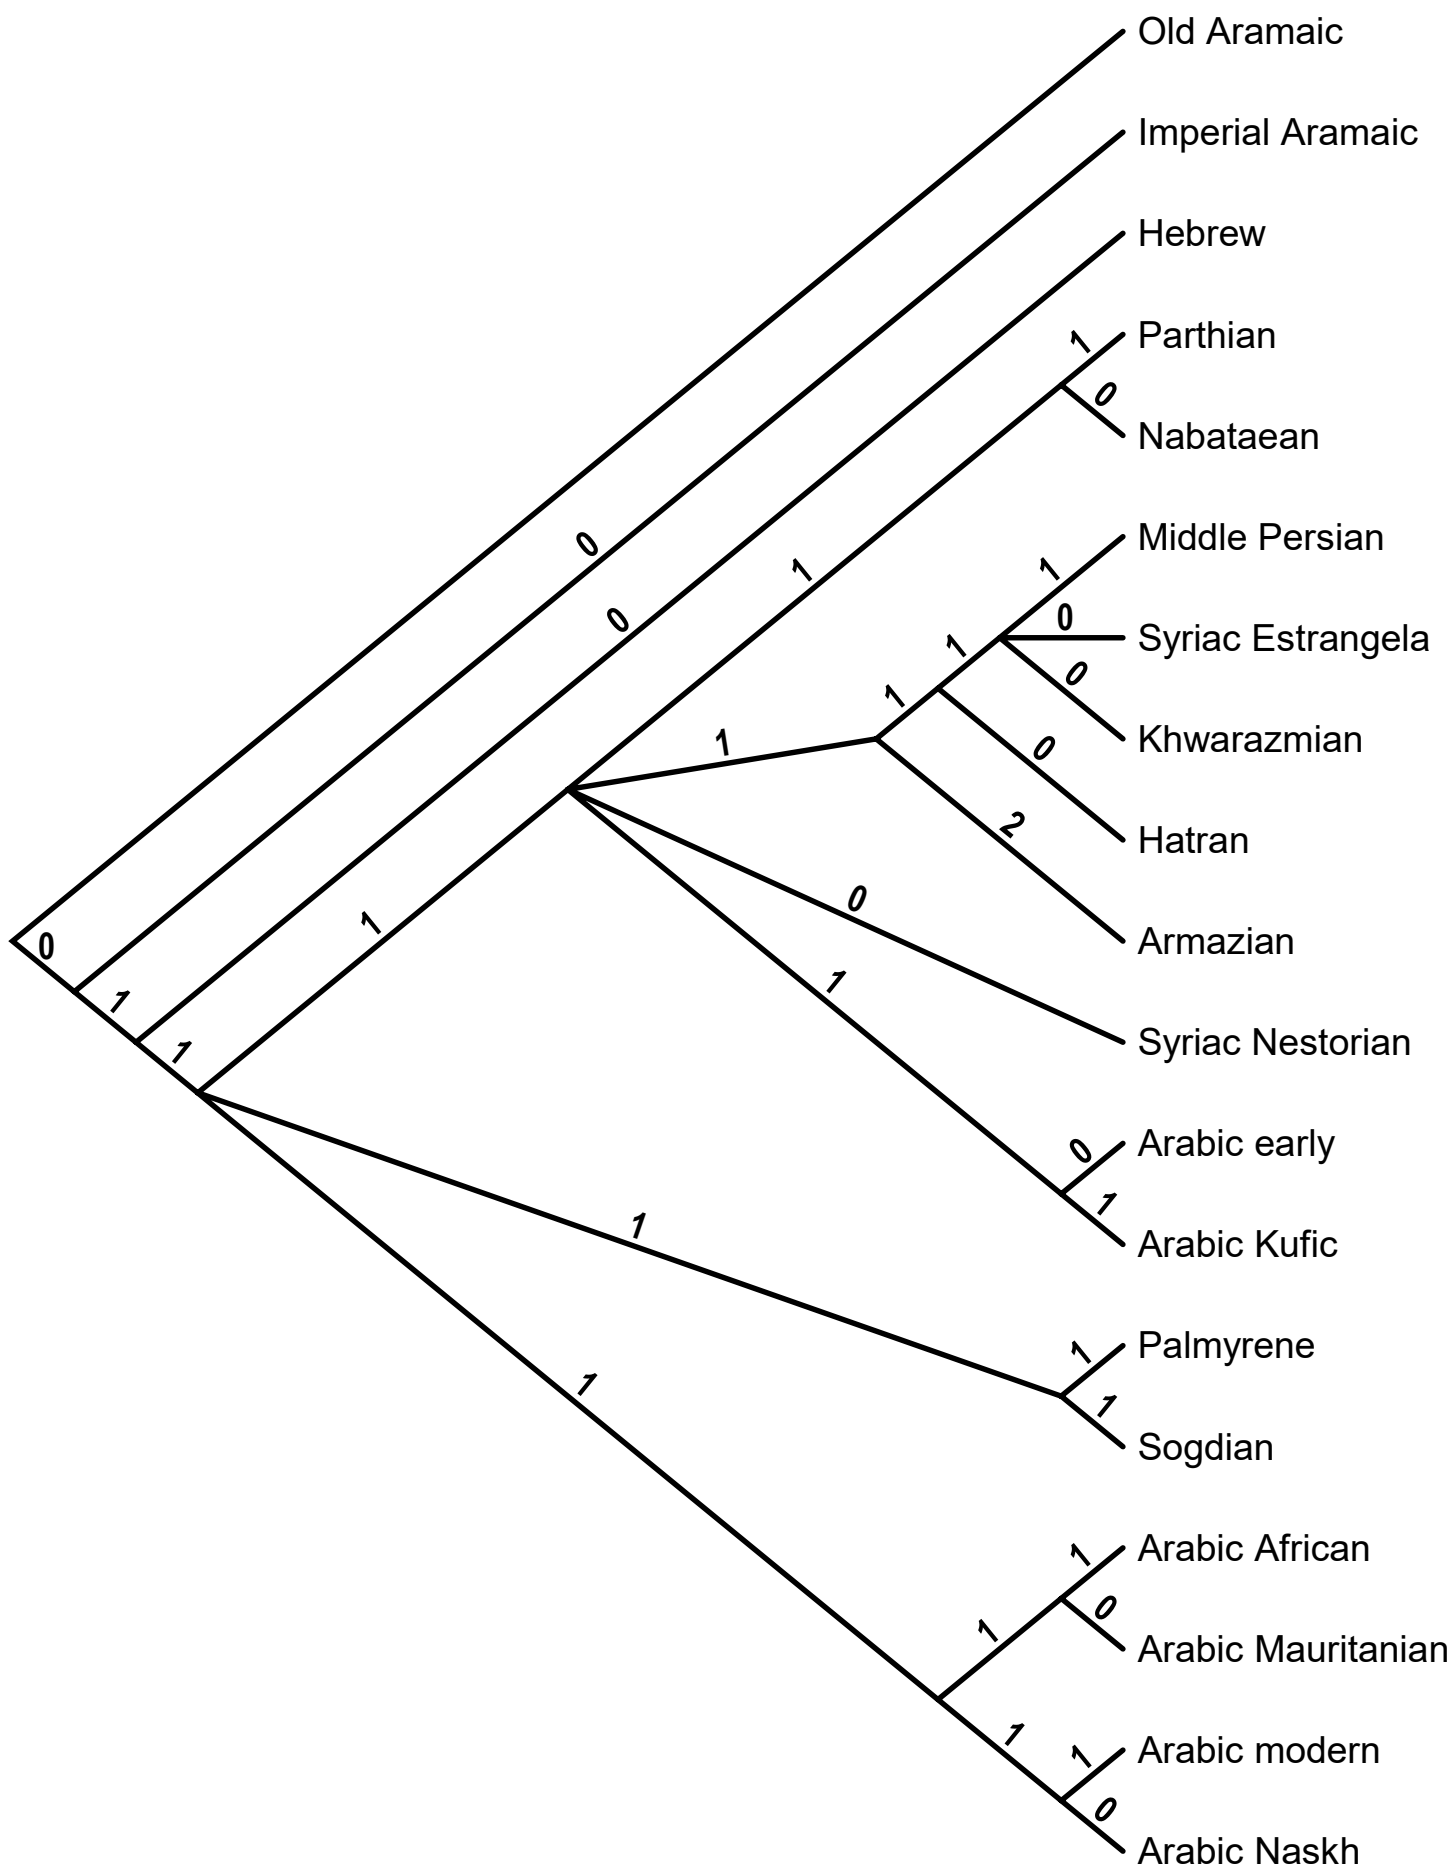 Old Aramaic
Imperial Aramaic
Hebrew
1 Parthian
0
Nabataean
Middle Persian
0
1
1
0
0
Syriac Estrangela
1
0
1
Khwarazmian
1
0
Hatran
2
0
1
Armazian
0
1
1
Syriac Nestorian
1
0 Arabic early
1
1
Arabic Kufic
1 Palmyrene
1
1
Sogdian
1 Arabic African
0
1
Arabic Mauritanian
1
1 Arabic modern
0
Arabic Naskh